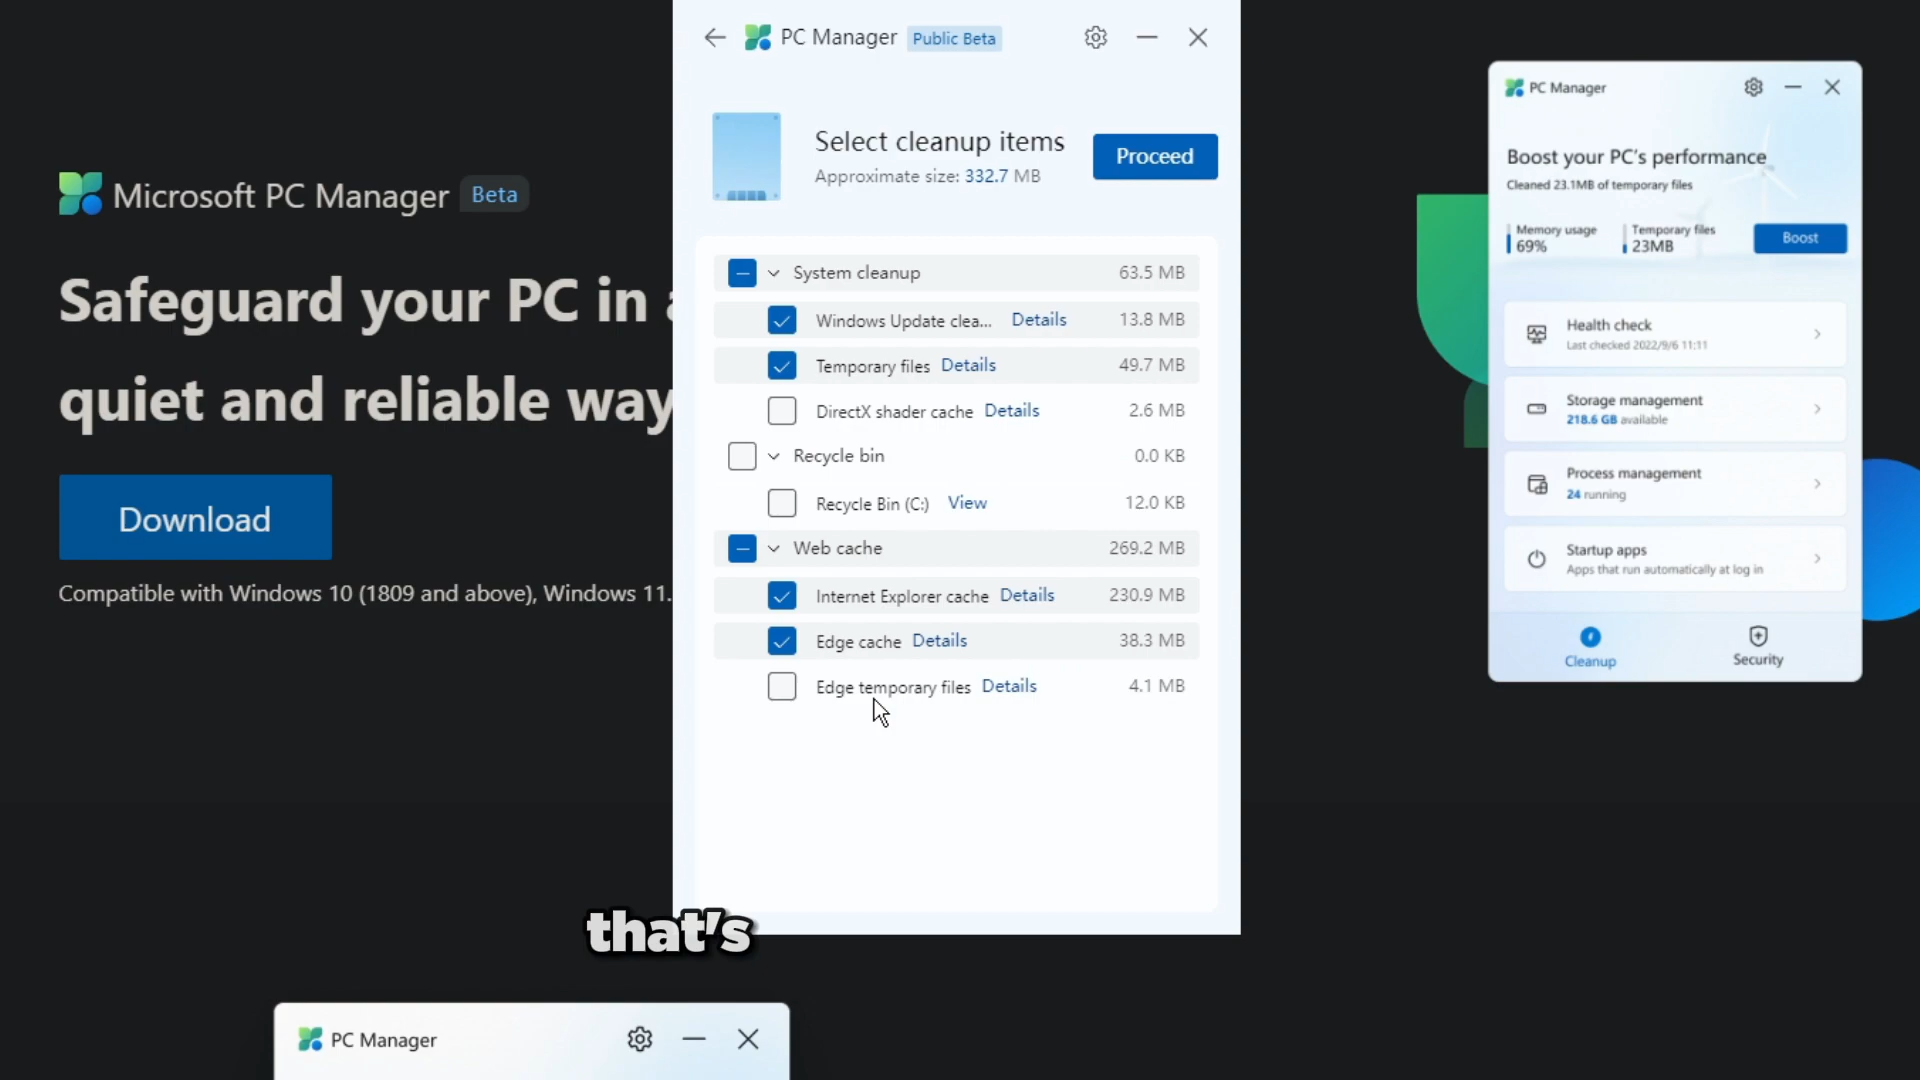 Microsoft PC Manager Beta
Safeguard your PC in a
quiet and reliable way
Download
Compatible with Windows 10 (1809 and above), Windows 11.
PC Manager Public Beta
Select cleanup items
Approximate size: 332.7 MB
Proceed
System cleanup 63.5 MB
Windows Update clea... Details 13.8 MB
Temporary files Details 49.7 MB
DirectX shader cache Details 2.6 MB
Recycle bin 0.0 KB
Recycle Bin (C:) View 12.0 KB
Web cache 269.2 MB
Internet Explorer cache Details 230.9 MB
Edge cache Details 38.3 MB
Edge temporary files Details 4.1 MB
PC Manager
Boost your PC's performance
Cleaned 23.1MB of temporary files
Memory usage
69%
Temporary files
23MB
Boost
Health check
Last checked 2022/9/6 11:11
Storage management
218.6 GB available
Process management
24 running
Startup apps
Apps that run automatically at log in
Cleanup
Security
that's
PC Manager